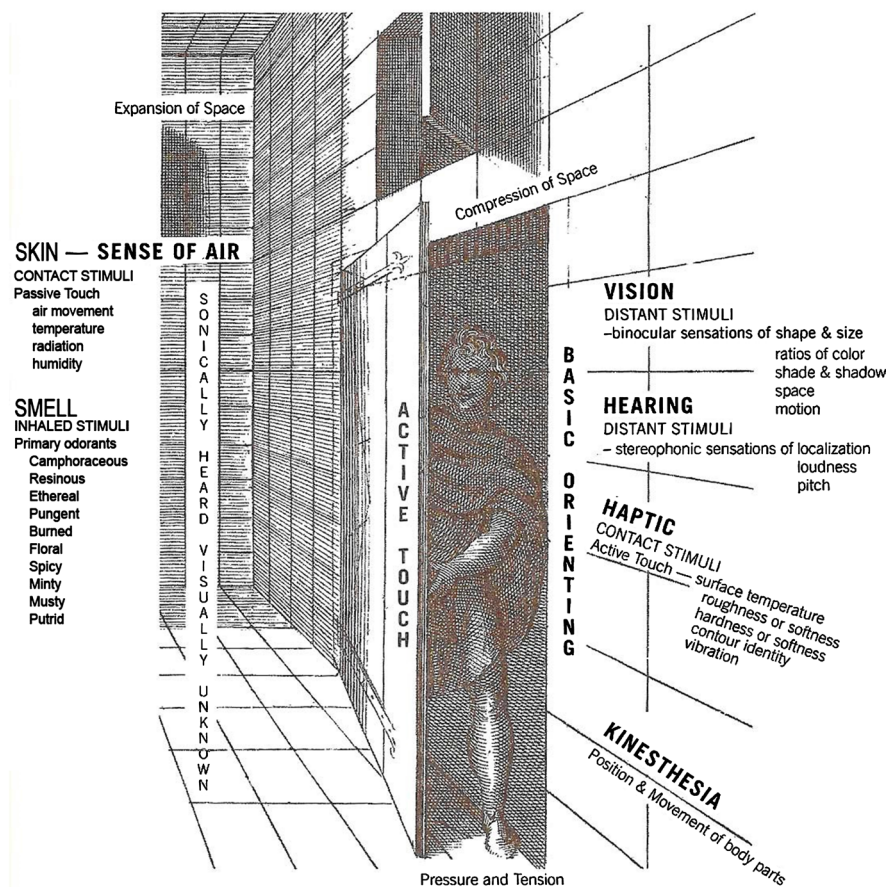 Expansion of Space
Compression of Space
SKIN — SENSE OF AIR
CONTACT STIMULI
Passive Touch
air movement
temperature
radiation
humidity
SMELL
INHALED STIMULI
Primary odorants
Camphoraceous
Resinous
Ethereal
Pungent
Burned
Floral
Spicy
Minty
Musty
Putrid
SONICALLY HEARD VISUALLY UNKNOWN
ACTIVE TOUCH
BASIC ORIENTING
VISION
DISTANT STIMULI
–binocular sensations of shape & size
ratios of color
shade & shadow
space
motion
HEARING
DISTANT STIMULI
– stereophonic sensations of localization
loudness
pitch
HAPTIC
CONTACT STIMULI
Active Touch — surface temperature
roughness or softness
hardness or softness
contour identity
vibration
KINESTHESIA
Position & Movement of body parts
Pressure and Tension